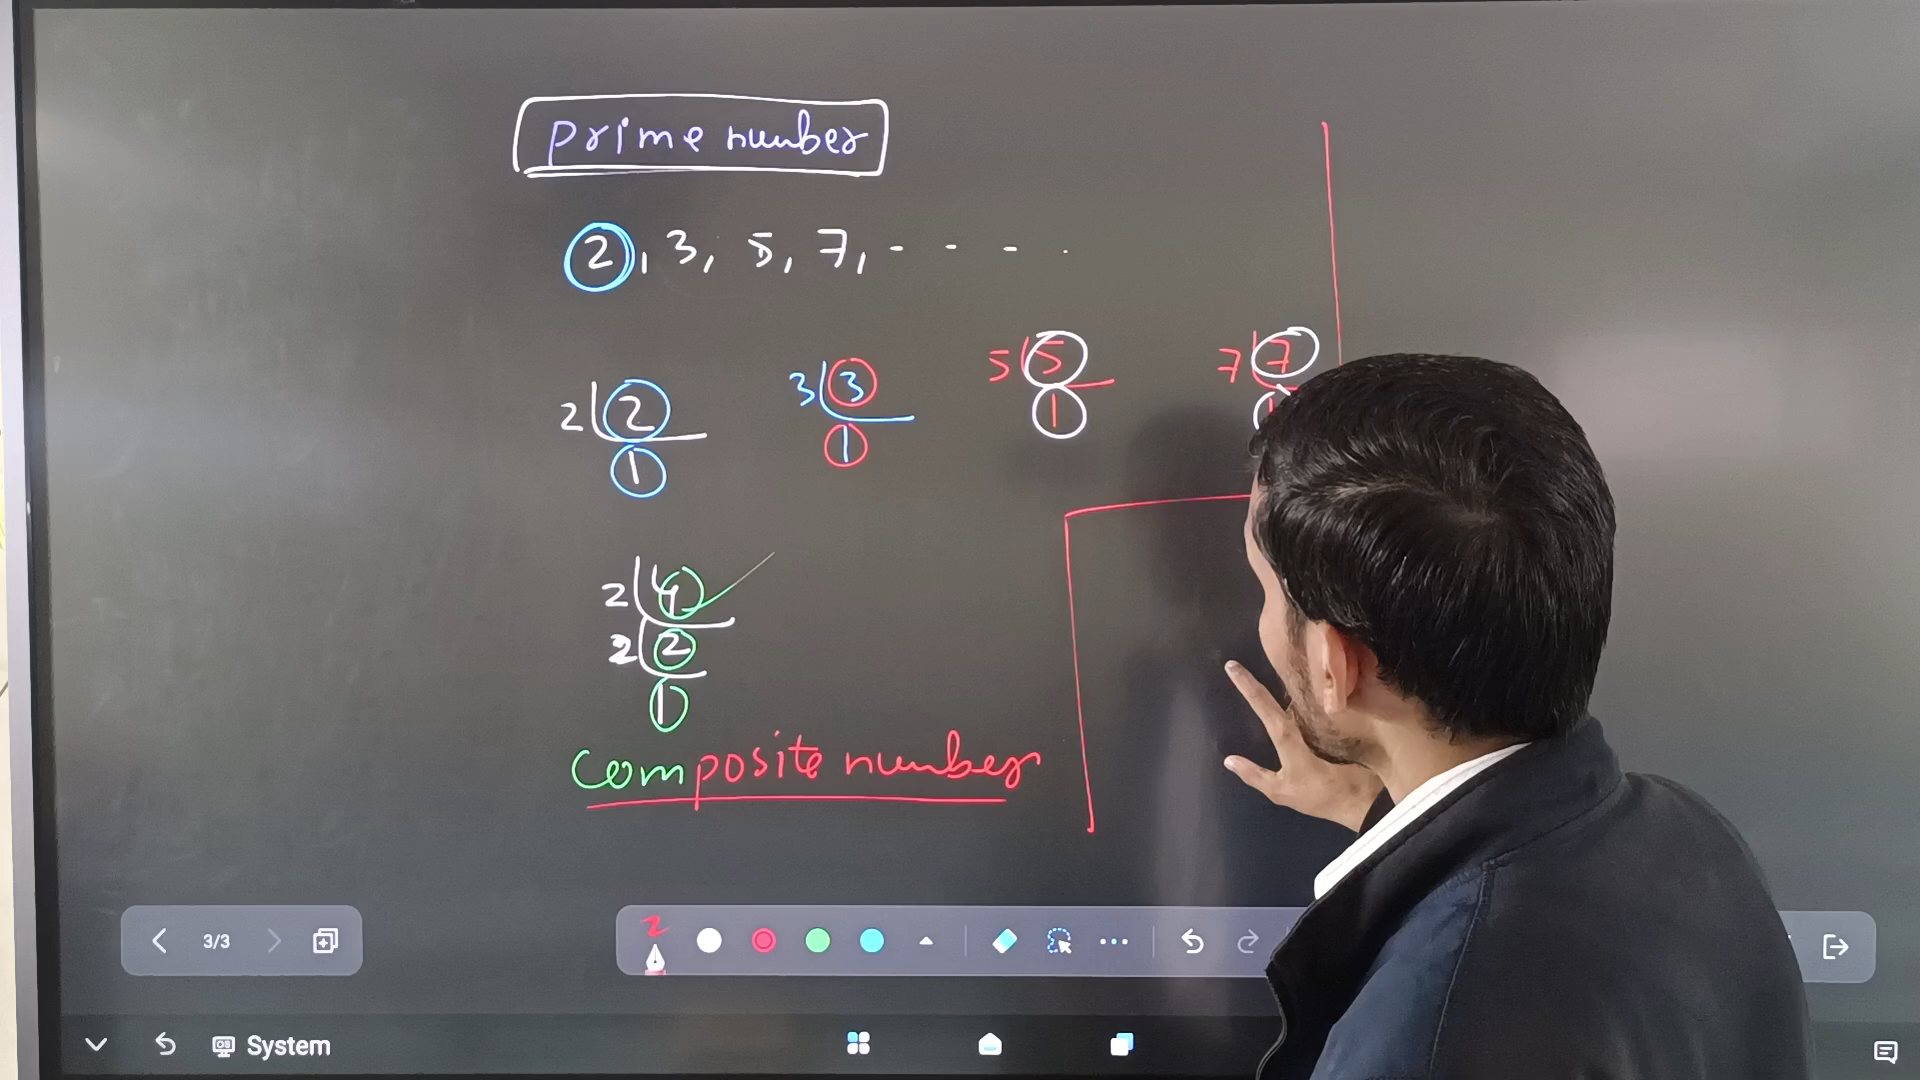 prime number
2, 3, 5, 7, - - - .
2 2
1
3 3
1
5 5
1
7 7
2 4
2 2
1
composite number
3/3
System